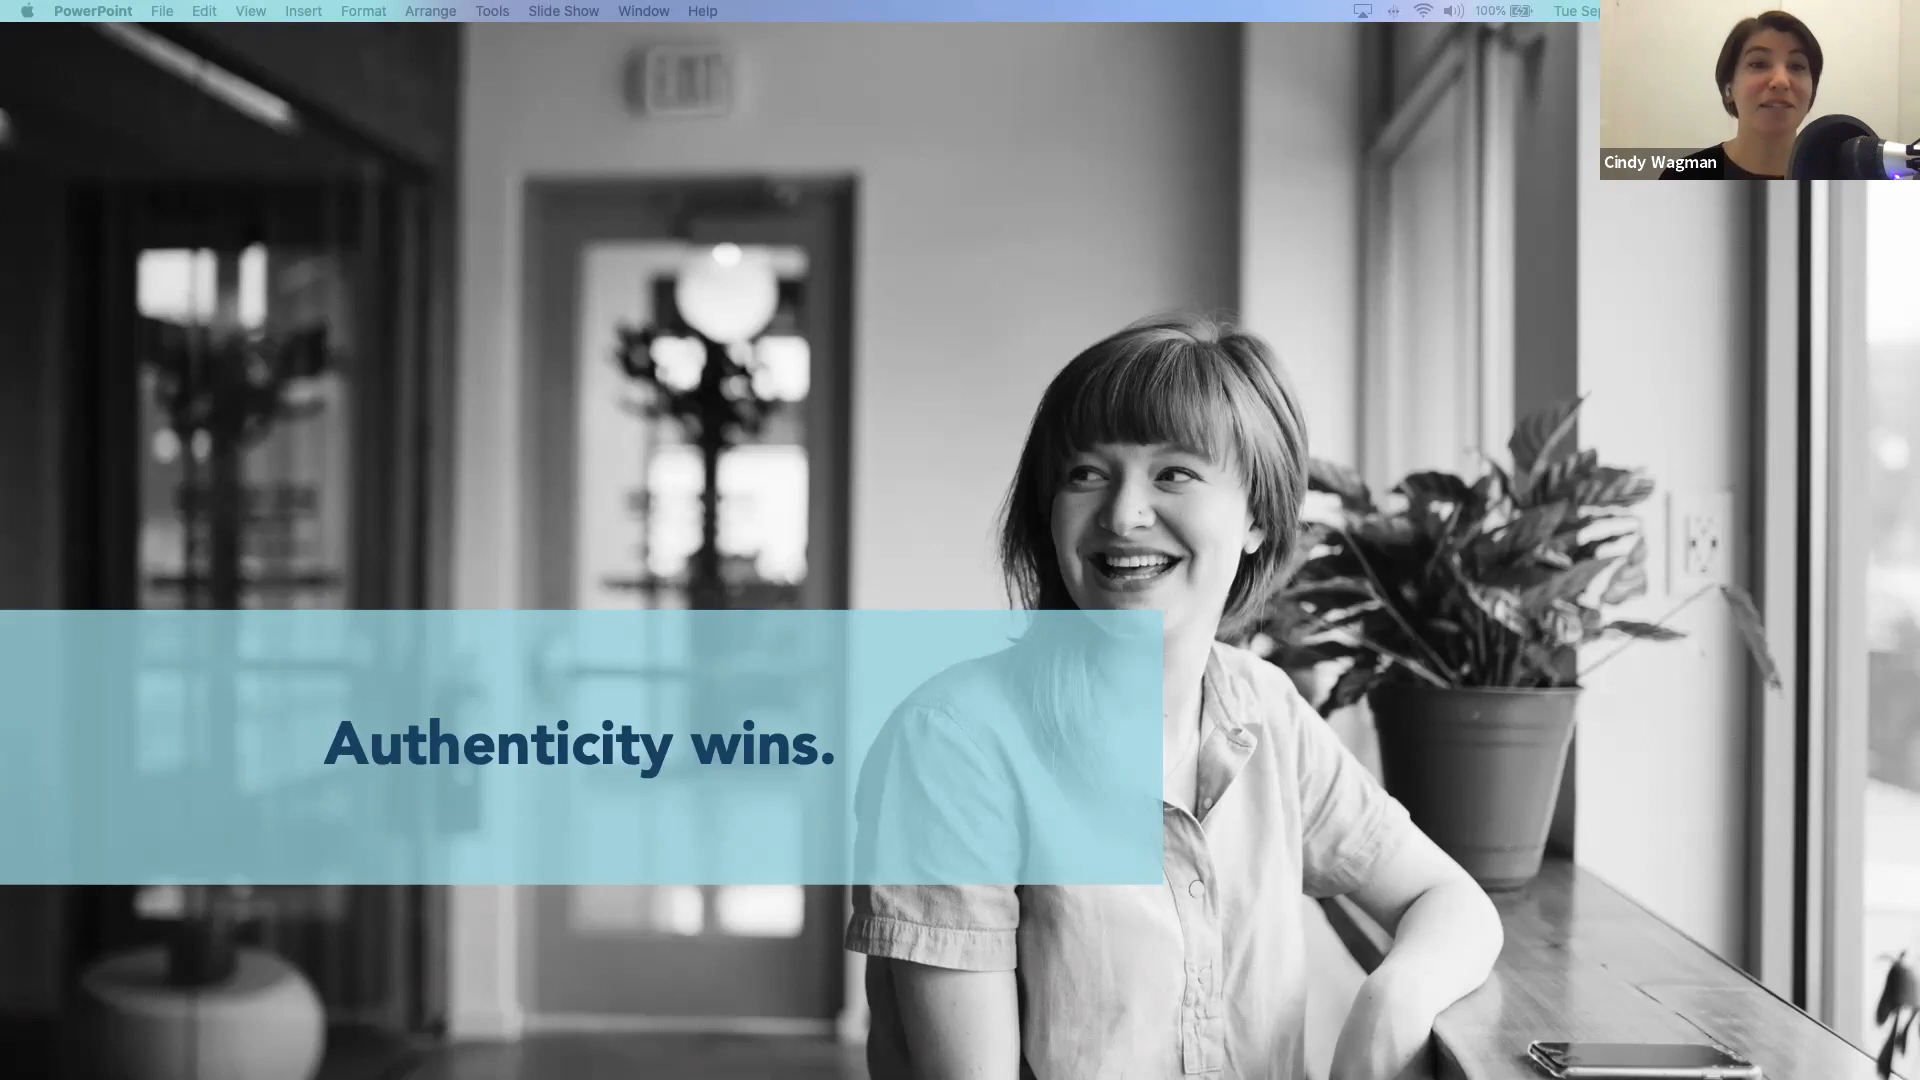 PowerPoint File Edit View Insert Format Arrange Tools Slide Show Window Help 100% Tue Sep
Cindy Wagman
EXIT
Authenticity wins.